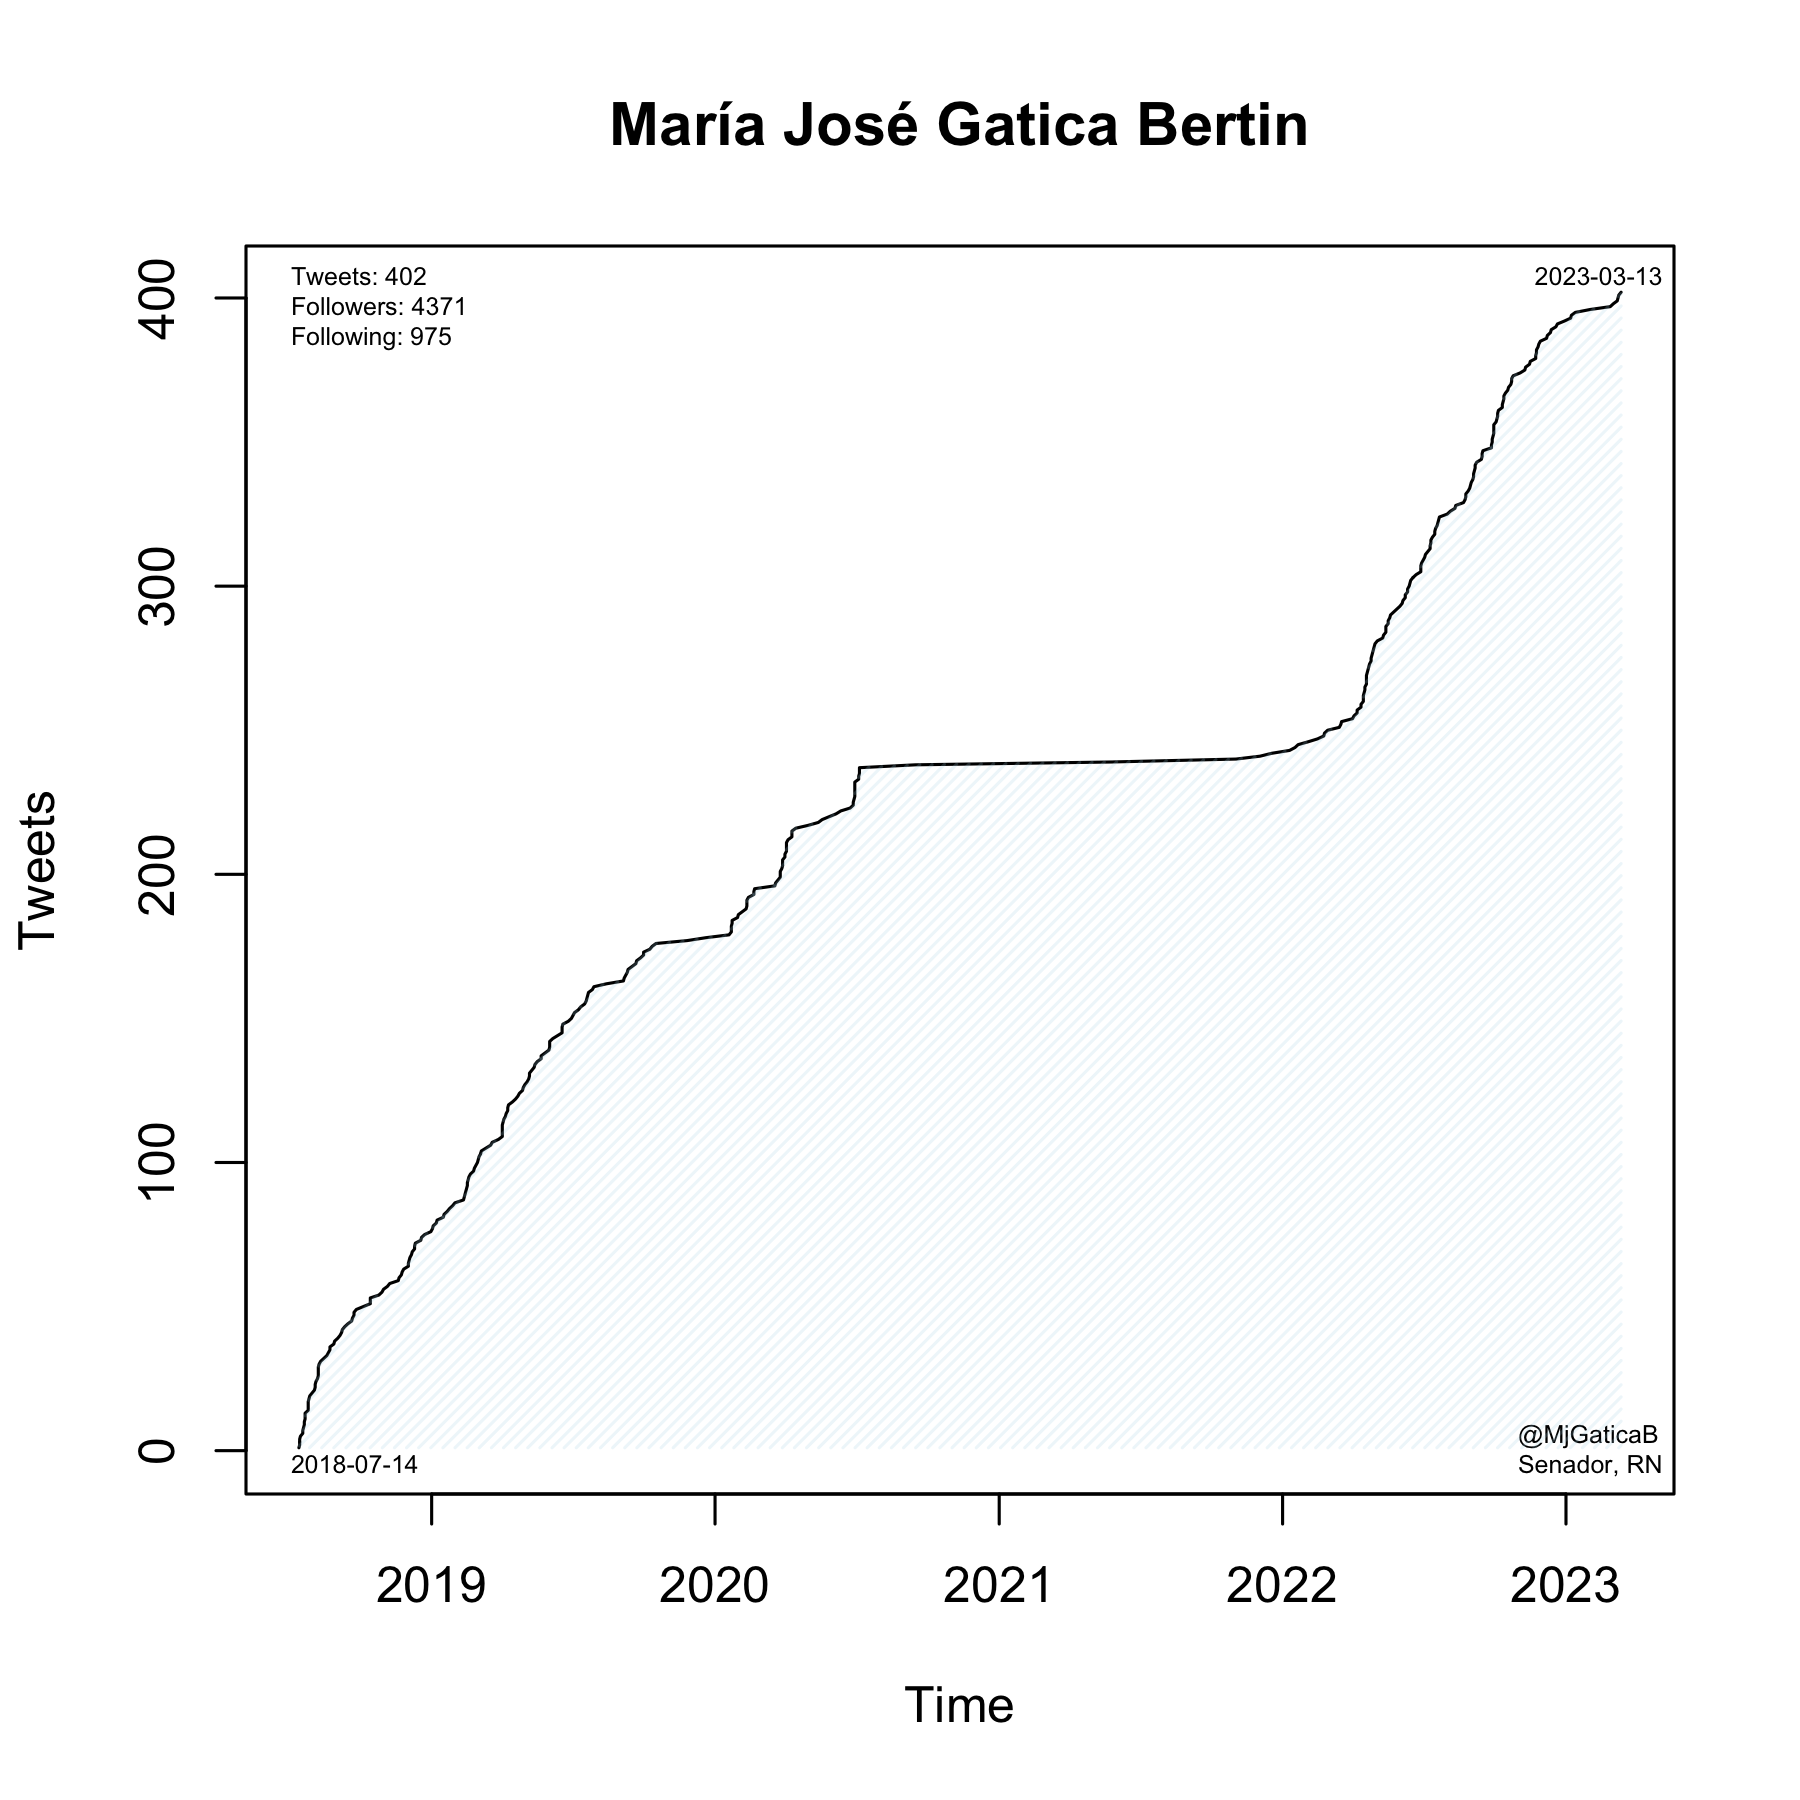 María José Gatica Bertin
Tweets: 402
Followers: 4371
Following: 975
2023-03-13
400
300
200
100
0
Tweets
2018-07-14
@MjGaticaB
Senador, RN
2019
2020
2021
2022
2023
Time